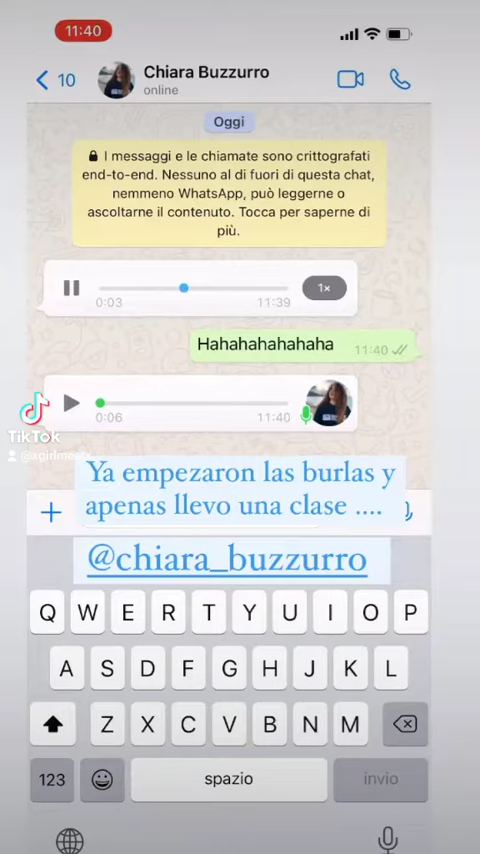 11:40
10
Chiara Buzzurro
online
Oggi
I messaggi e le chiamate sono crittografati
end-to-end. Nessuno al di fuori di questa chat,
nemmeno WhatsApp, può leggerne o
ascoltarne il contenuto. Tocca per saperne di
più.
1×
0:03 11:39
Hahahahahahaha 11:40
0:06 11:40
TikTok
Ya empezaron las burlas y
apenas llevo una clase ....
@chiara_buzzurro
Q W E R T Y U I O P
A S D F G H J K L
Z X C V B N M
123 spazio invio